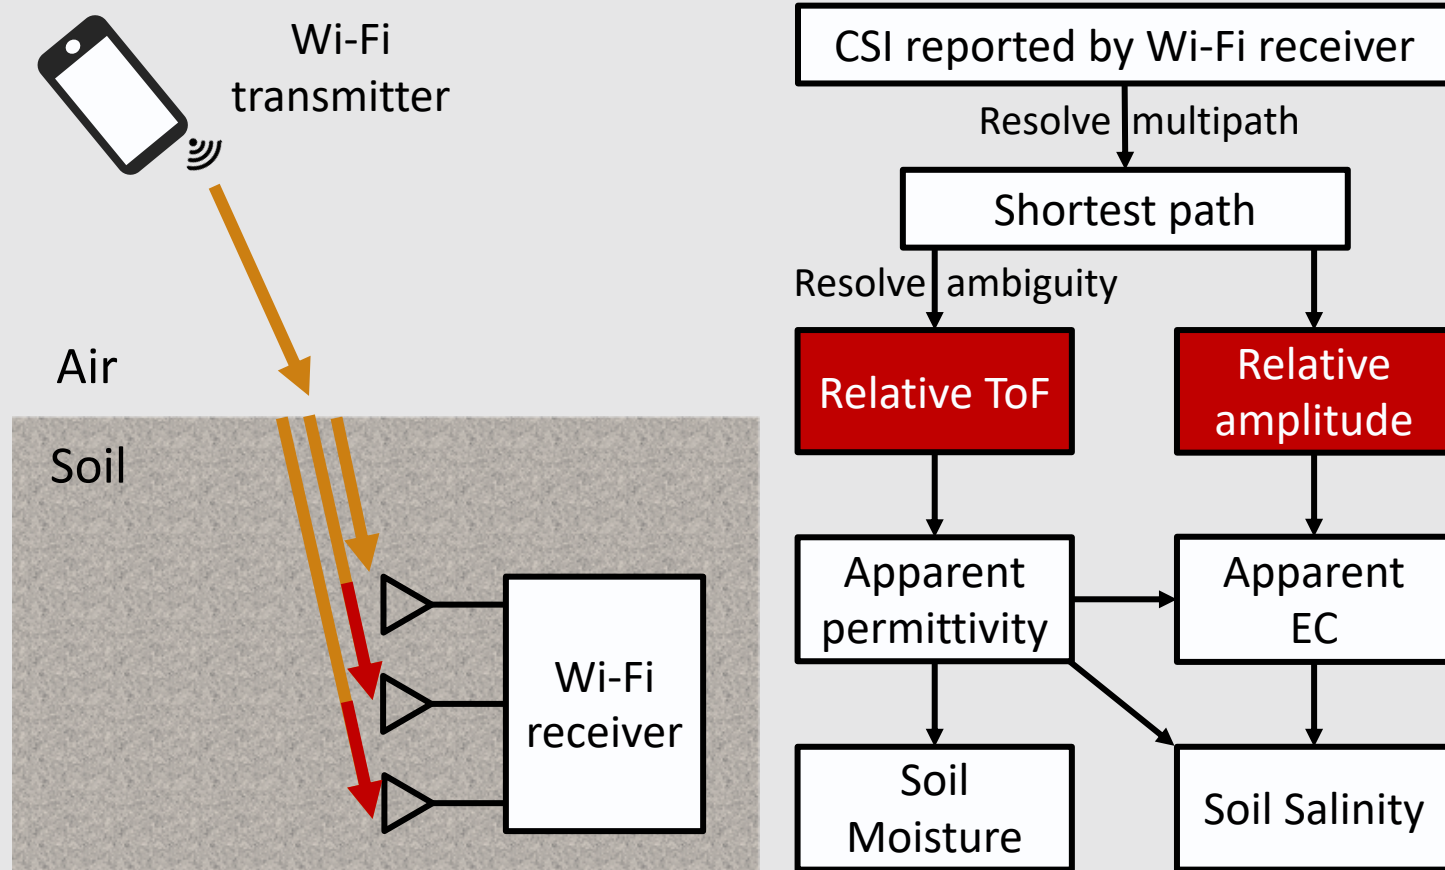 Wi-Fi
transmitter
Air
Soil
Wi-Fi
receiver
CSI reported by Wi-Fi receiver
Resolve multipath
Shortest path
Resolve ambiguity
Relative ToF
Relative
amplitude
Apparent
permittivity
Apparent
EC
Soil
Moisture
Soil Salinity